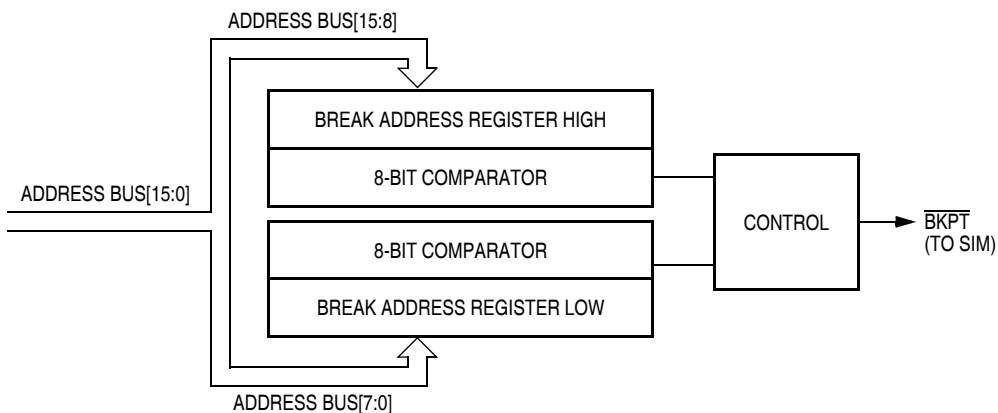 ADDRESS BUS[15:8]
BREAK ADDRESS REGISTER HIGH
8-BIT COMPARATOR
ADDRESS BUS[15:0]
CONTROL
BKPT
(TO SIM)
8-BIT COMPARATOR
BREAK ADDRESS REGISTER LOW
ADDRESS BUS[7:0]